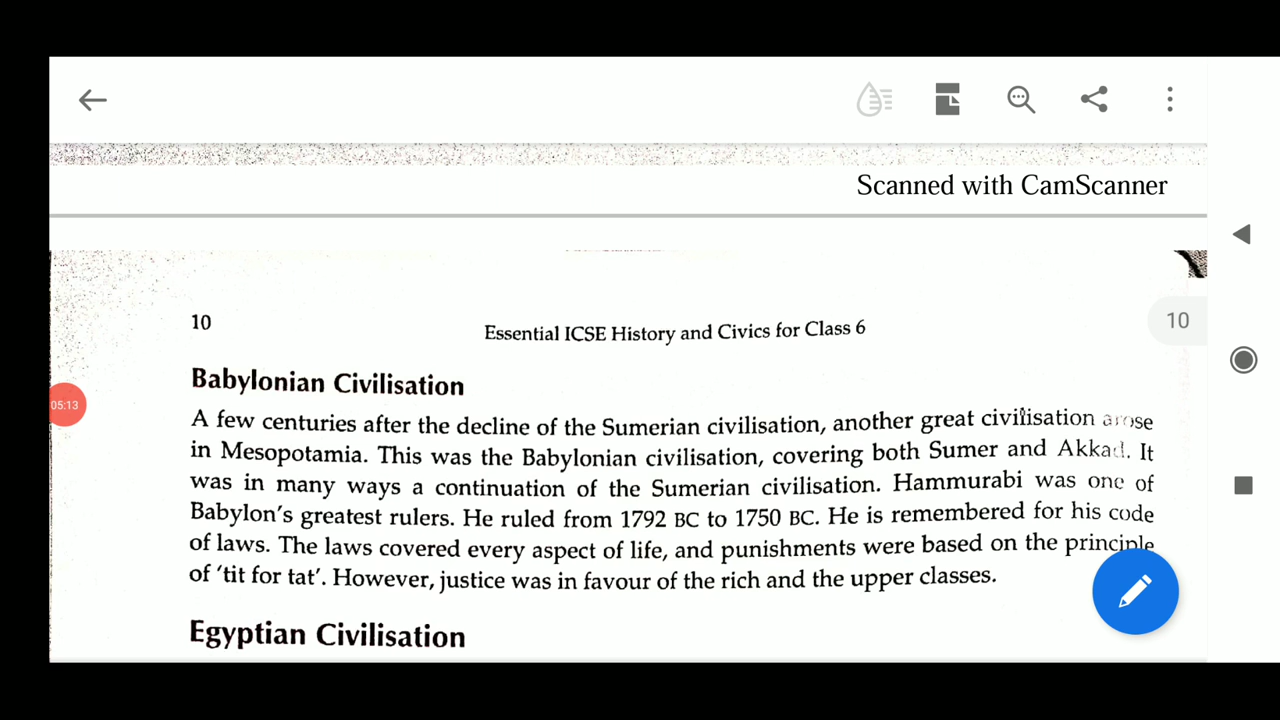 Scanned with CamScanner
10
Essential ICSE History and Civics for Class 6
10
Babylonian Civilisation
05:13
A few centuries after the decline of the Sumerian civilisation, another great civilisation arose
in Mesopotamia. This was the Babylonian civilisation, covering both Sumer and Akkad. It
was in many ways a continuation of the Sumerian civilisation. Hammurabi was one of
Babylon's greatest rulers. He ruled from 1792 BC to 1750 BC. He is remembered for his code
of laws. The laws covered every aspect of life, and punishments were based on the principle
of 'tit for tat'. However, justice was in favour of the rich and the upper classes.
Egyptian Civilisation